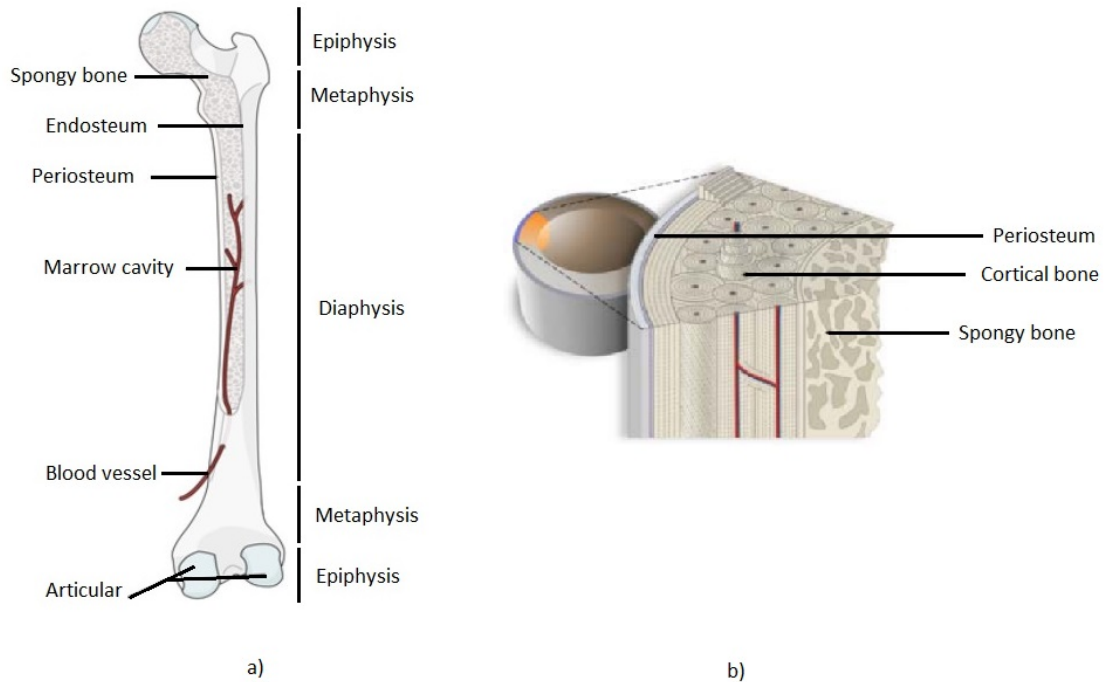 Spongy bone
Endosteum
Periosteum
Marrow cavity
Blood vessel
Articular
Epiphysis
Metaphysis
Diaphysis
Metaphysis
Epiphysis
a)
Periosteum
Cortical bone
Spongy bone
b)